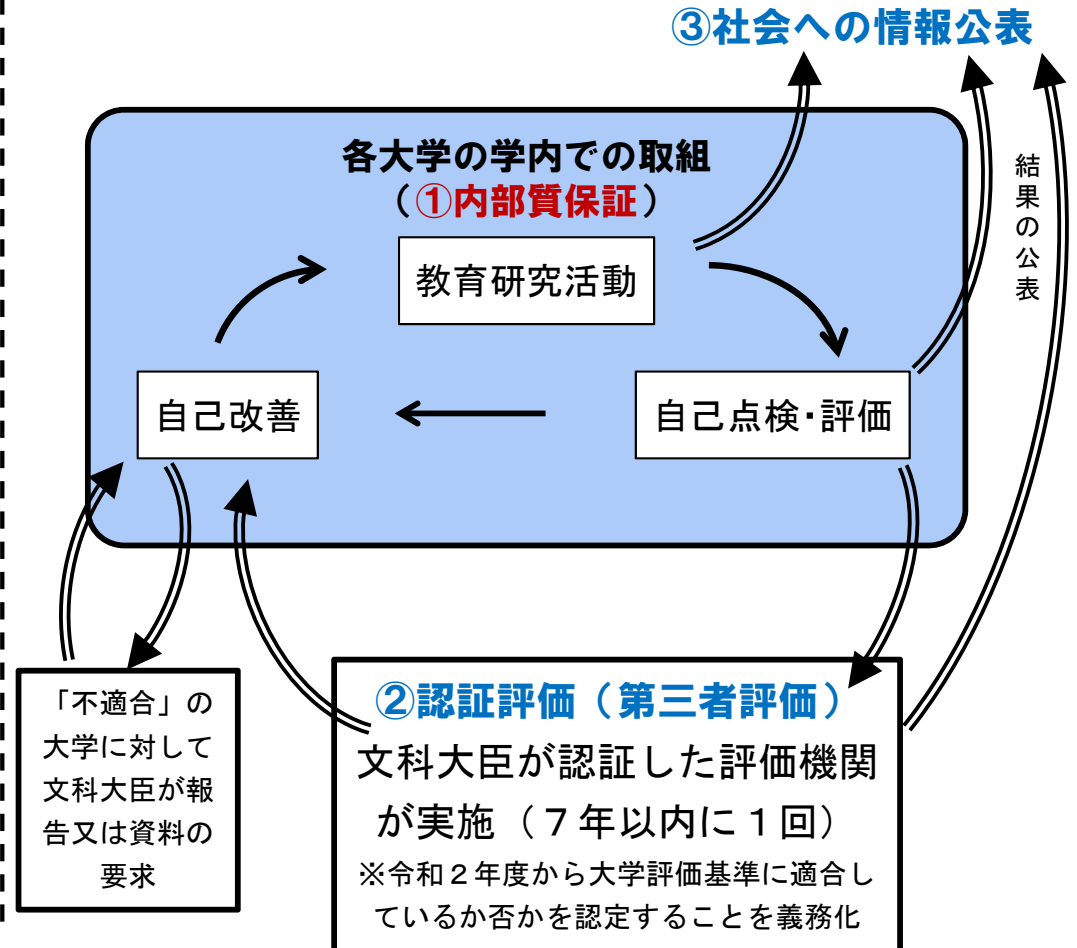 ③社会への情報公表
各大学の学内での取組
（①内部質保証）
教育研究活動
結果の公表
自己改善
自己点検・評価
「不適合」の
大学に対して
文科大臣が報
告又は資料の
要求
②認証評価（第三者評価）
文科大臣が認証した評価機関
が実施（７年以内に１回）
※令和２年度から大学評価基準に適合し
ているか否かを認定することを義務化